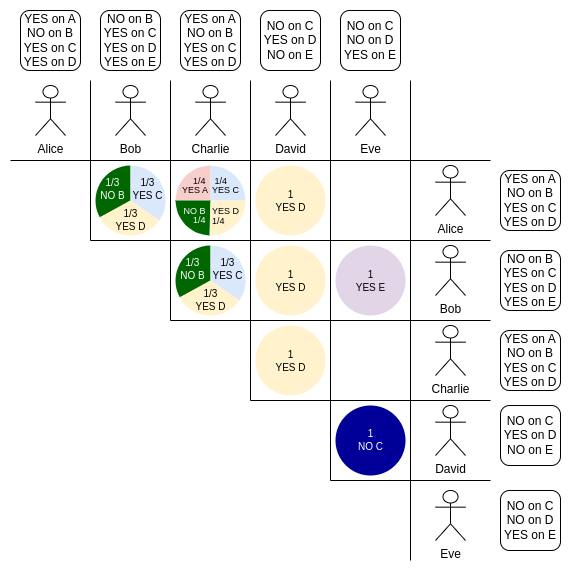 YES on A
NO on B
YES on C
YES on D
NO on B
YES on C
YES on D
YES on E
YES on A
NO on B
YES on C
YES on D
NO on C
YES on D
NO on E
NO on C
NO on D
YES on E
Alice
Bob
Charlie
David
Eve
1/3
NO B
1/3
YES C
1/3
YES D
1/4
YES A
1/4
YES C
NO B
1/4
YES D
1/4
1
YES D
Alice
YES on A
NO on B
YES on C
YES on D
1/3
NO B
1/3
YES C
1/3
YES D
1
YES D
1
YES E
Bob
NO on B
YES on C
YES on D
YES on E
1
YES D
Charlie
YES on A
NO on B
YES on C
YES on D
1
NO C
David
NO on C
YES on D
NO on E
Eve
NO on C
NO on D
YES on E